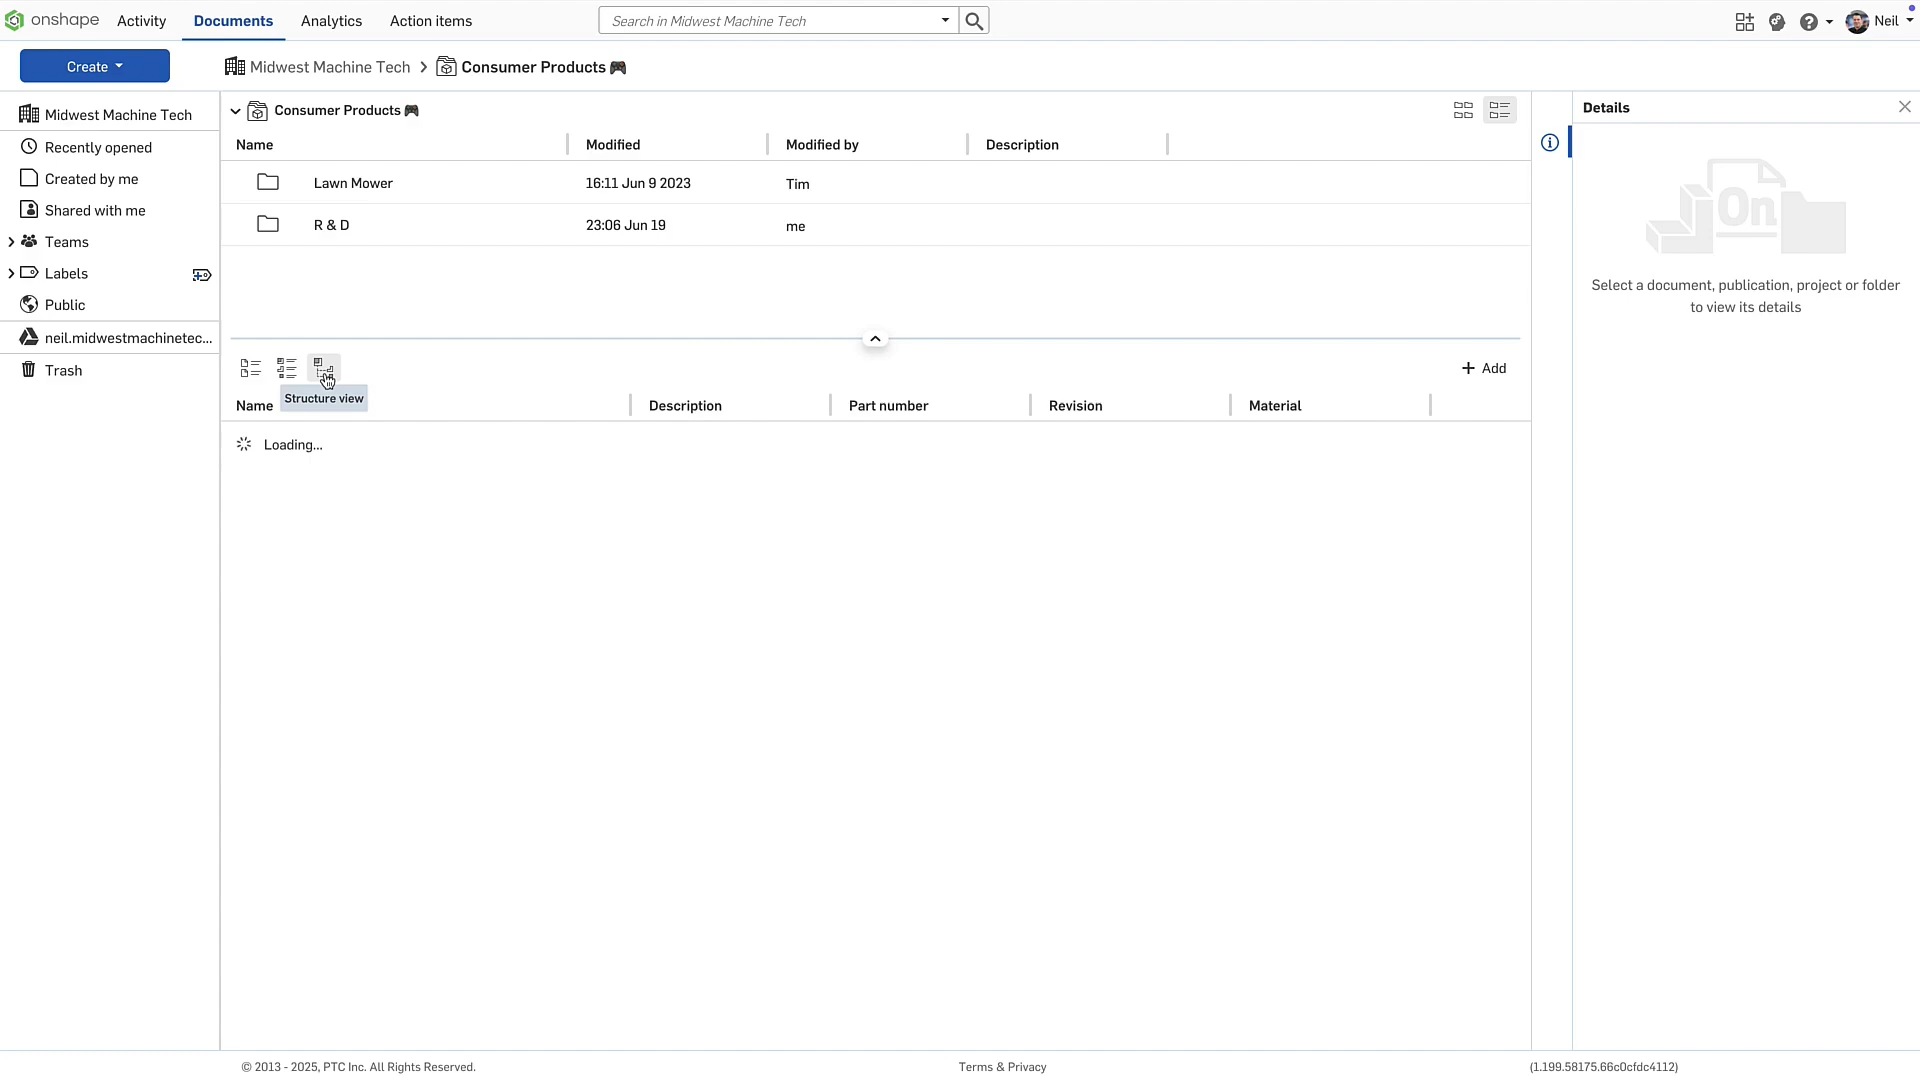 onshape Activity Documents Analytics Action items Search in Midwest Machine Tech Neil
Create Midwest Machine Tech > Consumer Products 🎮
Midwest Machine Tech
Recently opened
Created by me
Shared with me
Teams
Labels
Public
neil.midwestmachinetec...
Trash
Consumer Products 🎮
Name Modified Modified by Description
Lawn Mower 16:11 Jun 9 2023 Tim
R & D 23:06 Jun 19 me
+ Add
Structure view
Name Description Part number Revision Material
Loading...
Details
On
Select a document, publication, project or folder
to view its details
© 2013 - 2025, PTC Inc. All Rights Reserved. Terms & Privacy (1.199.58175.66c0cfdc4112)